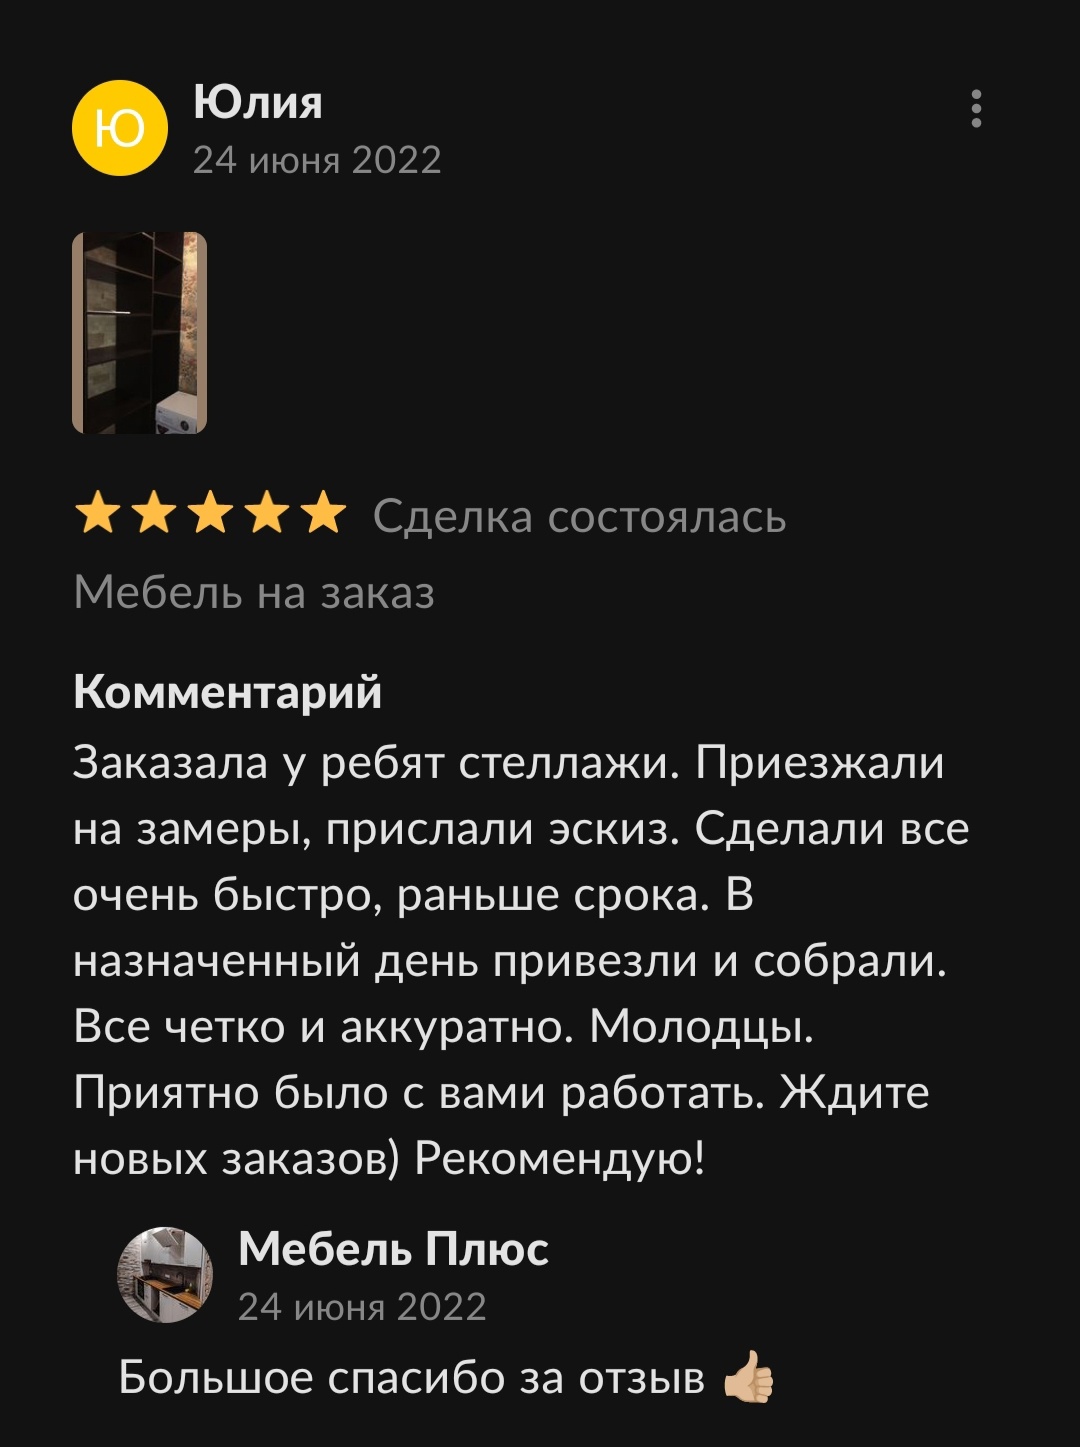 Ю
Юлия
24 июня 2022
Сделка состоялась
Мебель на заказ
Комментарий
Заказала у ребят стеллажи. Приезжали
на замеры, прислали эскиз. Сделали все
очень быстро, раньше срока. В
назначенный день привезли и собрали.
Все четко и аккуратно. Молодцы.
Приятно было с вами работать. Ждите
новых заказов) Рекомендую!
Мебель Плюс
24 июня 2022
Большое спасибо за отзыв 👍🏼